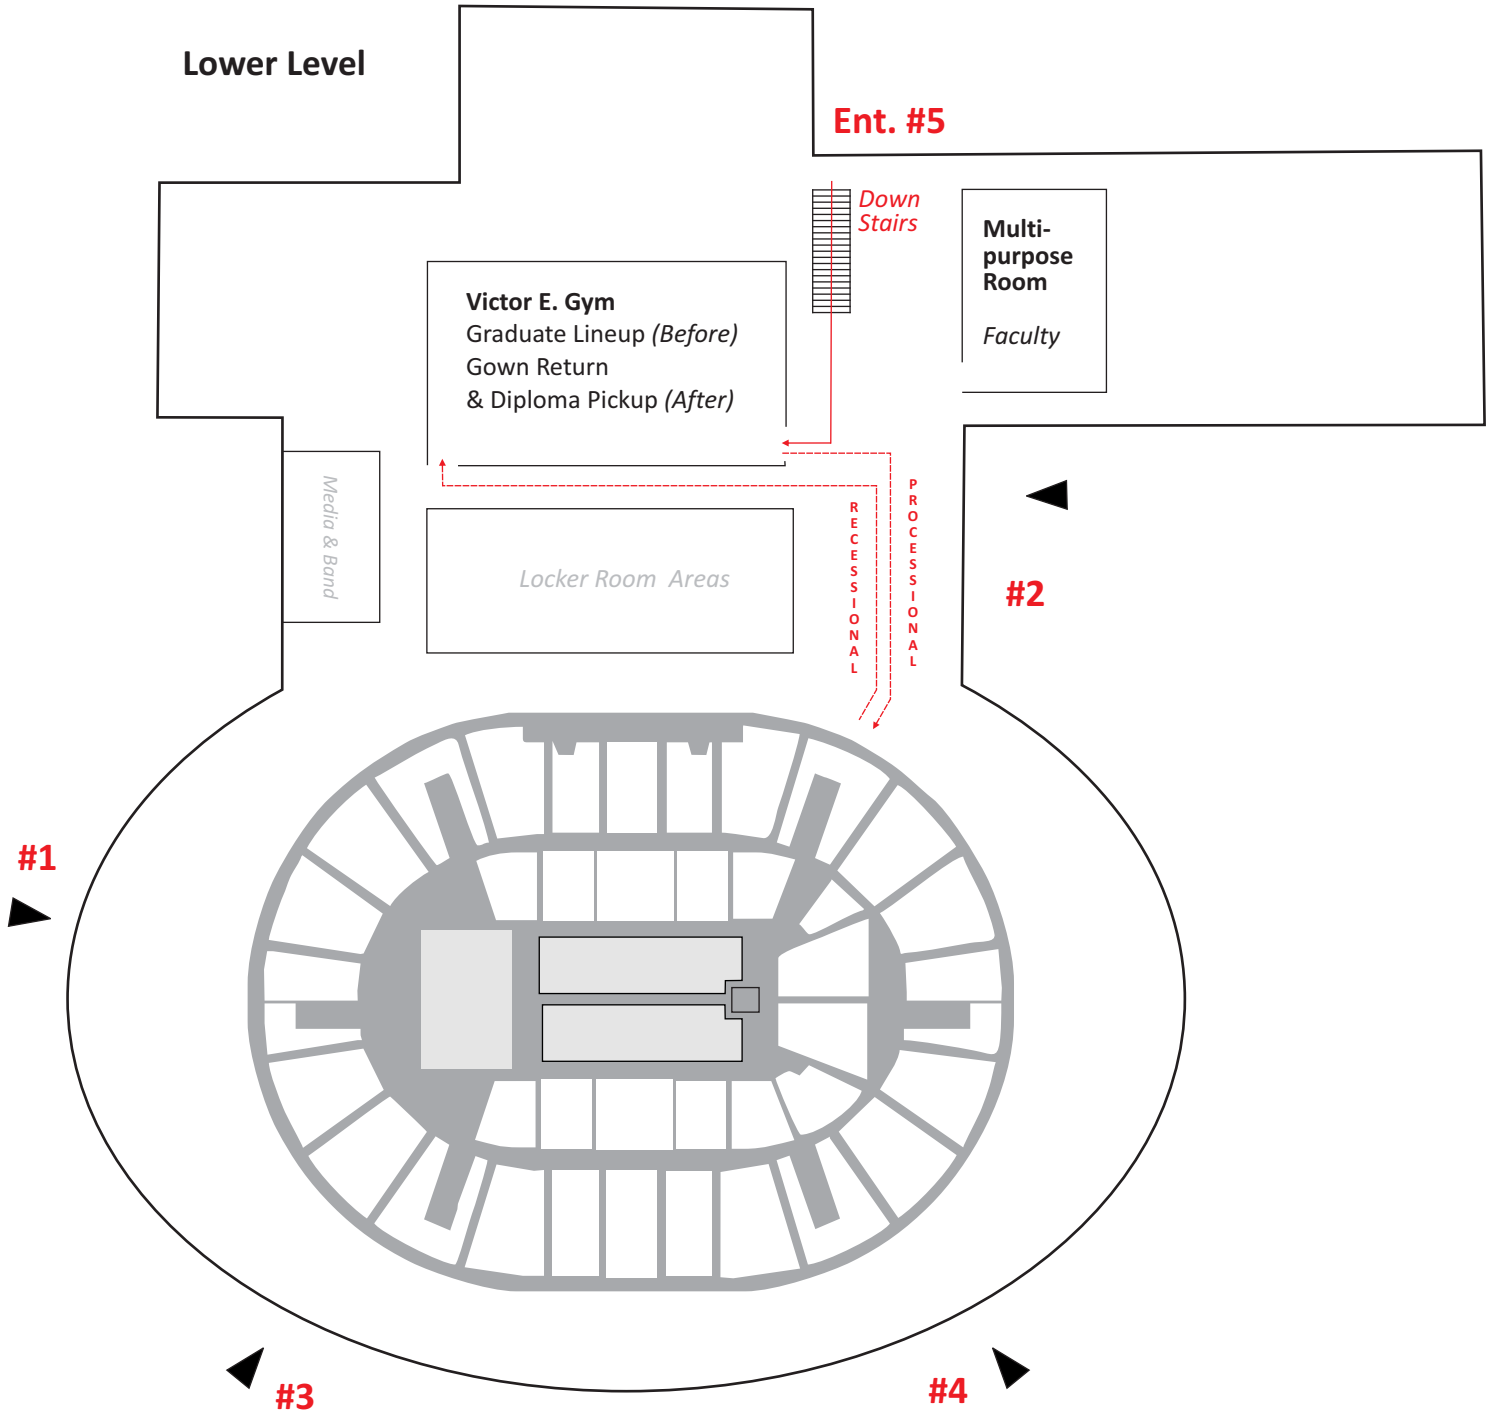 Lower Level
Ent. #5
Down
Stairs
Multi-
purpose
Room
Faculty
Victor E. Gym
Graduate Lineup (Before)
Gown Return
& Diploma Pickup (After)
Media & Band
Locker Room Areas
RECESSIONAL
PROCESSIONAL
#2
#1
#3
#4